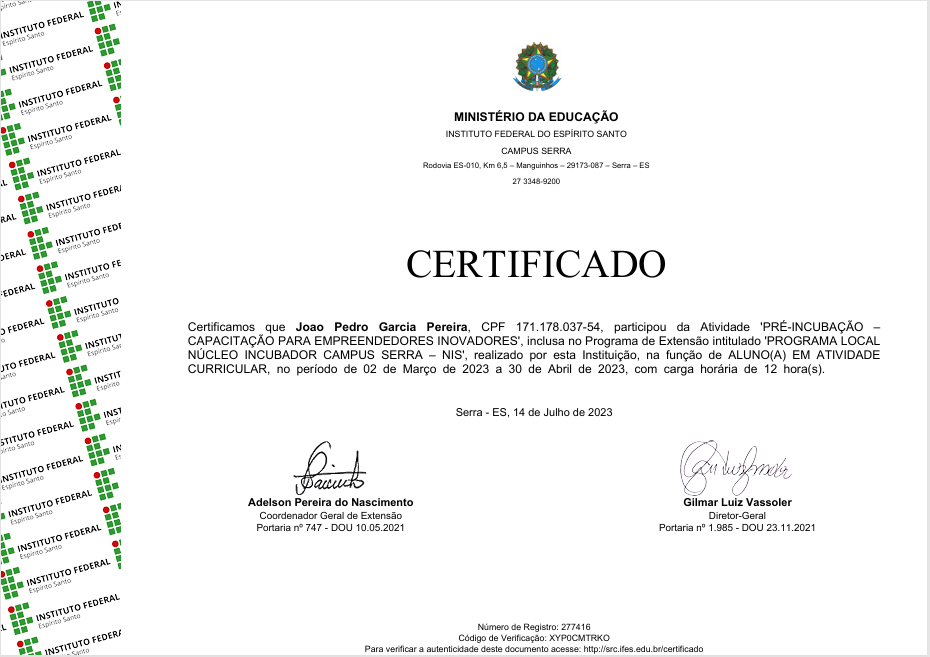 MINISTÉRIO DA EDUCAÇÃO
INSTITUTO FEDERAL DO ESPÍRITO SANTO
CAMPUS SERRA
Rodovia ES-010, Km 6,5 – Manguinhos – 29173-087 – Serra – ES
27 3348-9200
CERTIFICADO
Certificamos que Joao Pedro Garcia Pereira, CPF 171.178.037-54, participou da Atividade 'PRÉ-INCUBAÇÃO –
CAPACITAÇÃO PARA EMPREENDEDORES INOVADORES', inclusa no Programa de Extensão intitulado 'PROGRAMA LOCAL
NÚCLEO INCUBADOR CAMPUS SERRA – NIS', realizado por esta Instituição, na função de ALUNO(A) EM ATIVIDADE
CURRICULAR, no período de 02 de Março de 2023 a 30 de Abril de 2023, com carga horária de 12 hora(s).
Serra - ES, 14 de Julho de 2023
Adelson Pereira do Nascimento
Coordenador Geral de Extensão
Portaria nº 747 - DOU 10.05.2021
Gilmar Luiz Vassoler
Diretor-Geral
Portaria nº 1.985 - DOU 23.11.2021
Número de Registro: 277416
Código de Verificação: XYP0CMTRKO
Para verificar a autenticidade deste documento acesse: http://src.ifes.edu.br/certificado
INSTITUTO FEDERAL
Espírito Santo